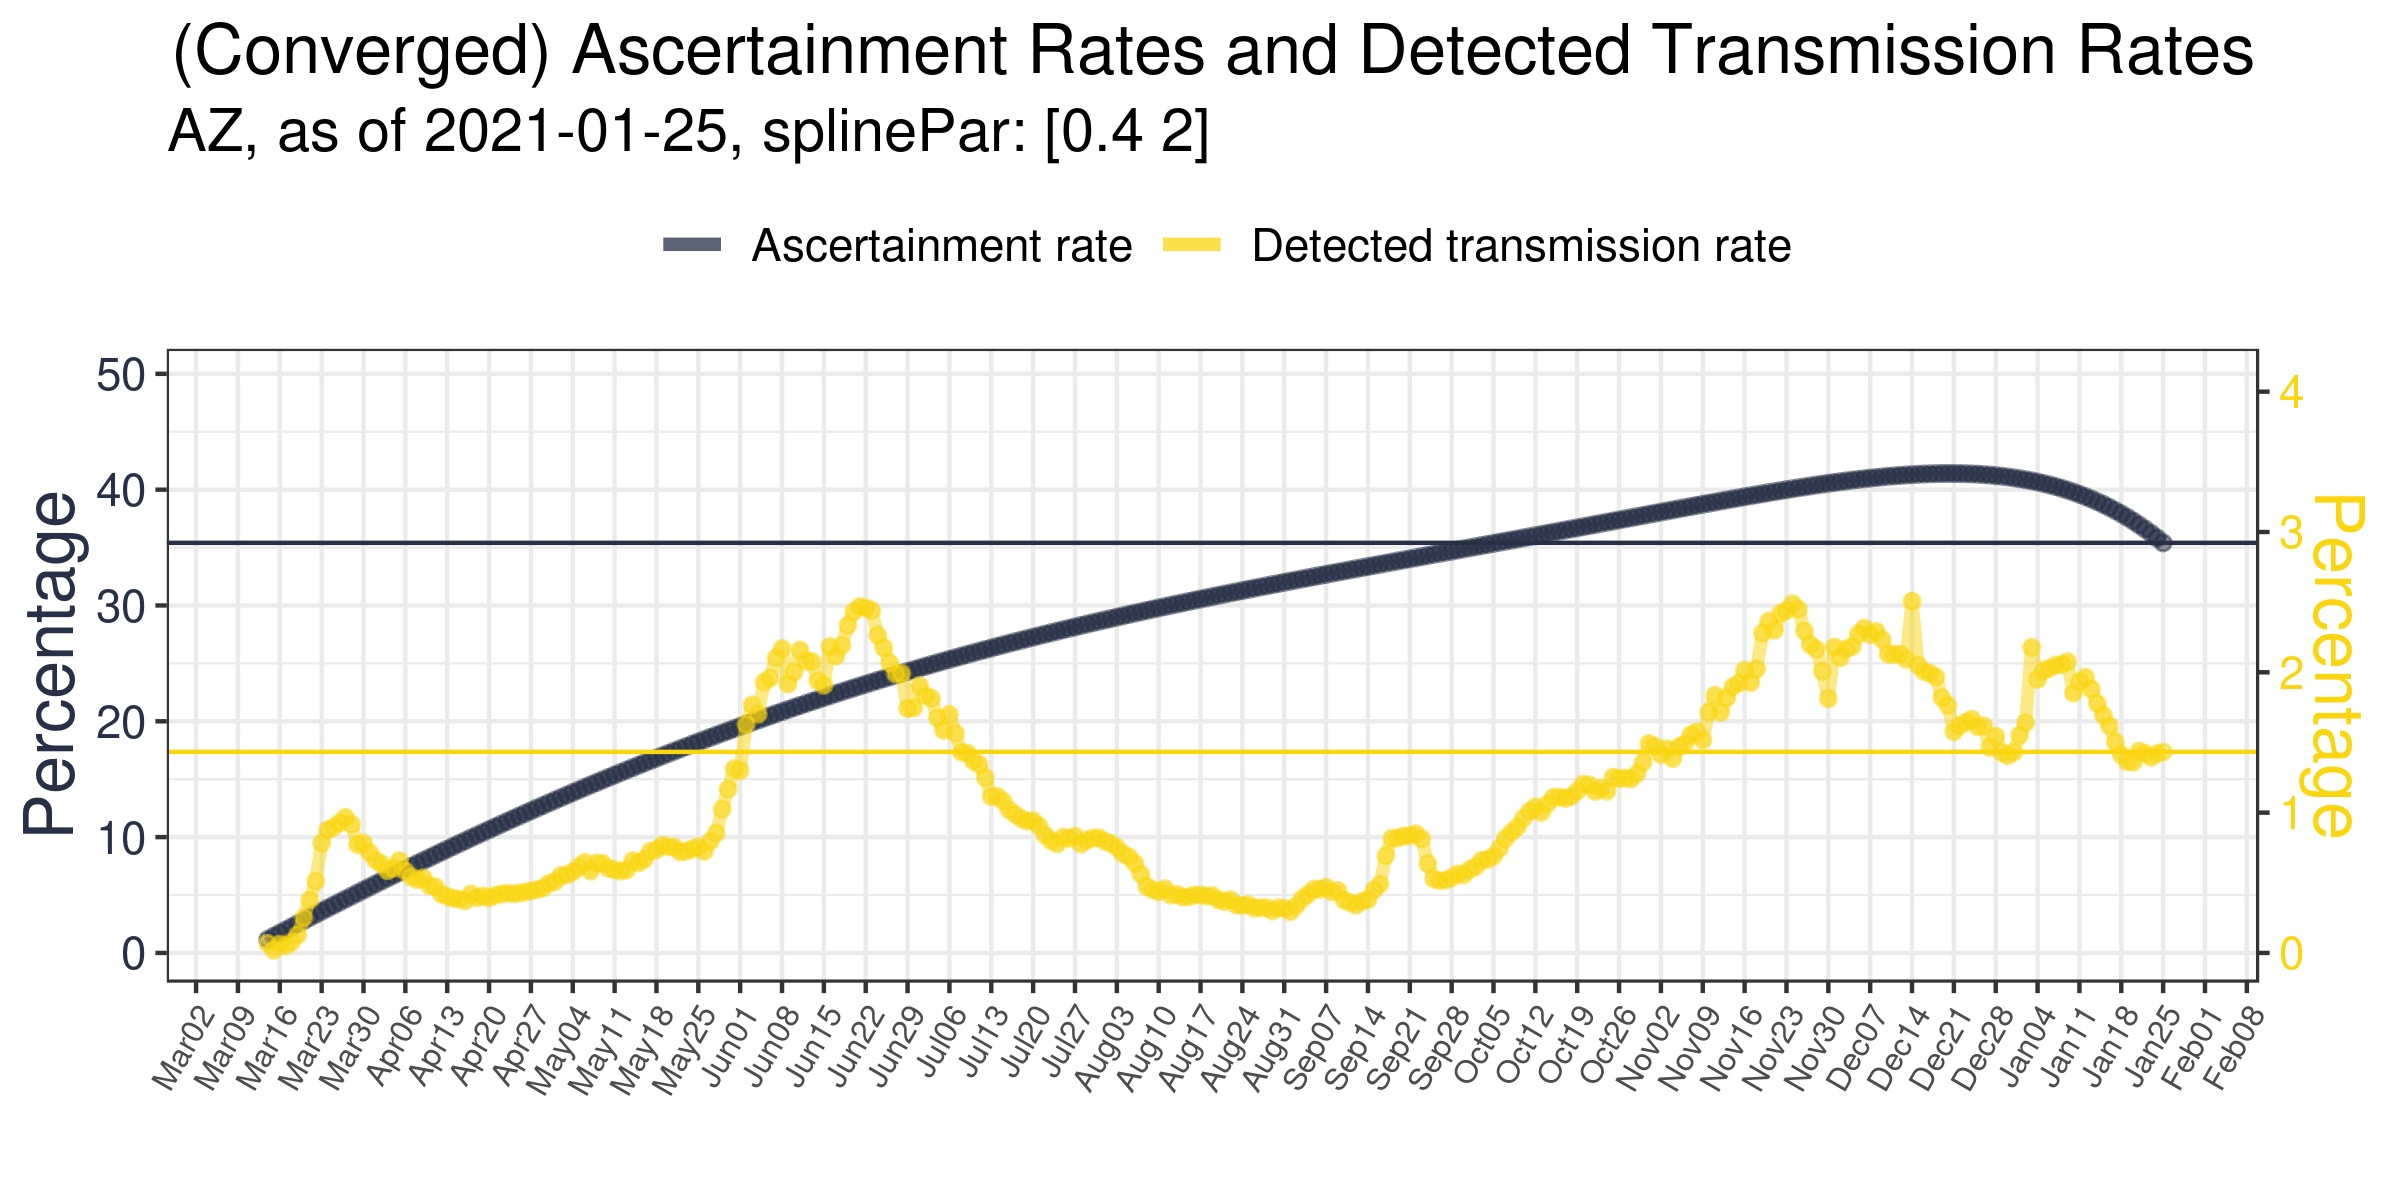 (Converged) Ascertainment Rates and Detected Transmission Rates
AZ, as of 2021-01-25, splinePar: [0.4 2]
Ascertainment rate Detected transmission rate
Percentage
50
40
30
20
10
0
4
3
2
1
0
Percentage
Mar02 Mar09 Mar16 Mar23 Mar30 Apr06 Apr13 Apr20 Apr27 May04 May11 May18 May25 Jun01 Jun08 Jun15 Jun22 Jun29 Jul06 Jul13 Jul20 Jul27 Aug03 Aug10 Aug17 Aug24 Aug31 Sep07 Sep14 Sep21 Sep28 Oct05 Oct12 Oct19 Oct26 Nov02 Nov09 Nov16 Nov23 Nov30 Dec07 Dec14 Dec21 Dec28 Jan04 Jan11 Jan18 Jan25 Feb01 Feb08